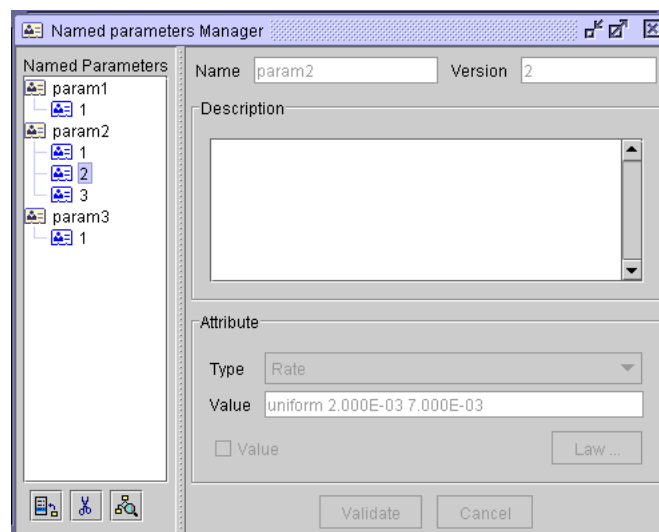 Named parameters Manager
Named Parameters
param1
1
param2
1
2
3
param3
1
Name param2 Version 2
Description
Attribute
Type Rate
Value uniform 2.000E-03 7.000E-03
Value Law ...
Validate Cancel